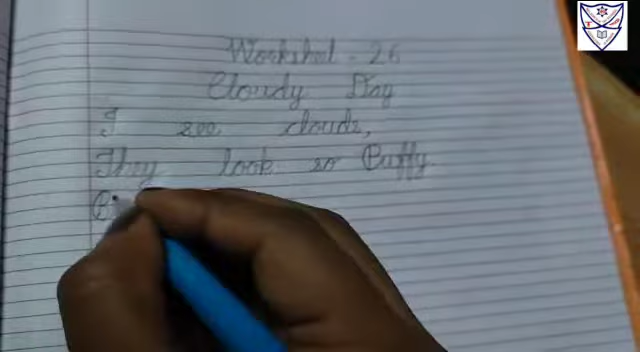 Worksheet - 26
Cloudy Day
I see clouds,
They look so Puffy